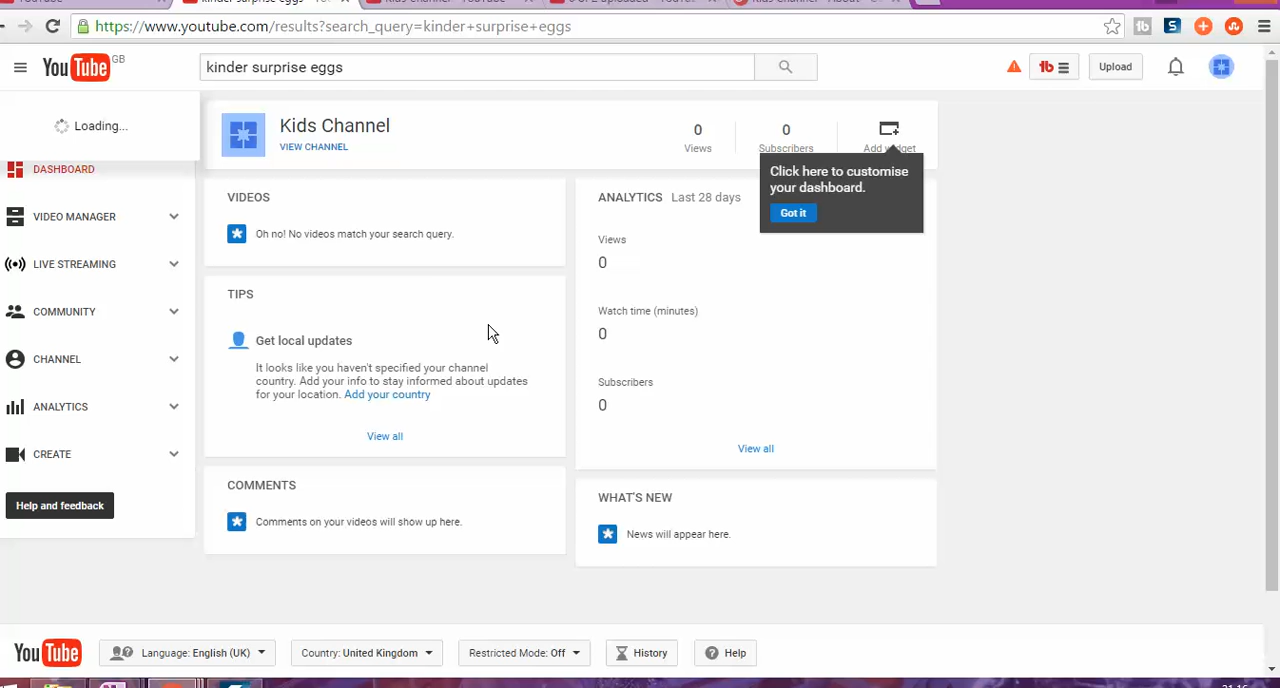 kinder surprise eggs - You
https://www.youtube.com/results?search_query=kinder+surprise+eggs
YouTube GB
kinder surprise eggs
Upload
Loading...
Kids Channel
VIEW CHANNEL
0
Views
0
Subscribers
Add widget
Click here to customise
your dashboard.
Got it
DASHBOARD
VIDEO MANAGER
LIVE STREAMING
COMMUNITY
CHANNEL
ANALYTICS
CREATE
Help and feedback
VIDEOS
Oh no! No videos match your search query.
TIPS
Get local updates
It looks like you haven't specified your channel
country. Add your info to stay informed about updates
for your location. Add your country
View all
COMMENTS
Comments on your videos will show up here.
ANALYTICS Last 28 days
Views
0
Watch time (minutes)
0
Subscribers
0
View all
WHAT'S NEW
News will appear here.
YouTube
Language: English (UK)
Country: United Kingdom
Restricted Mode: Off
History
Help